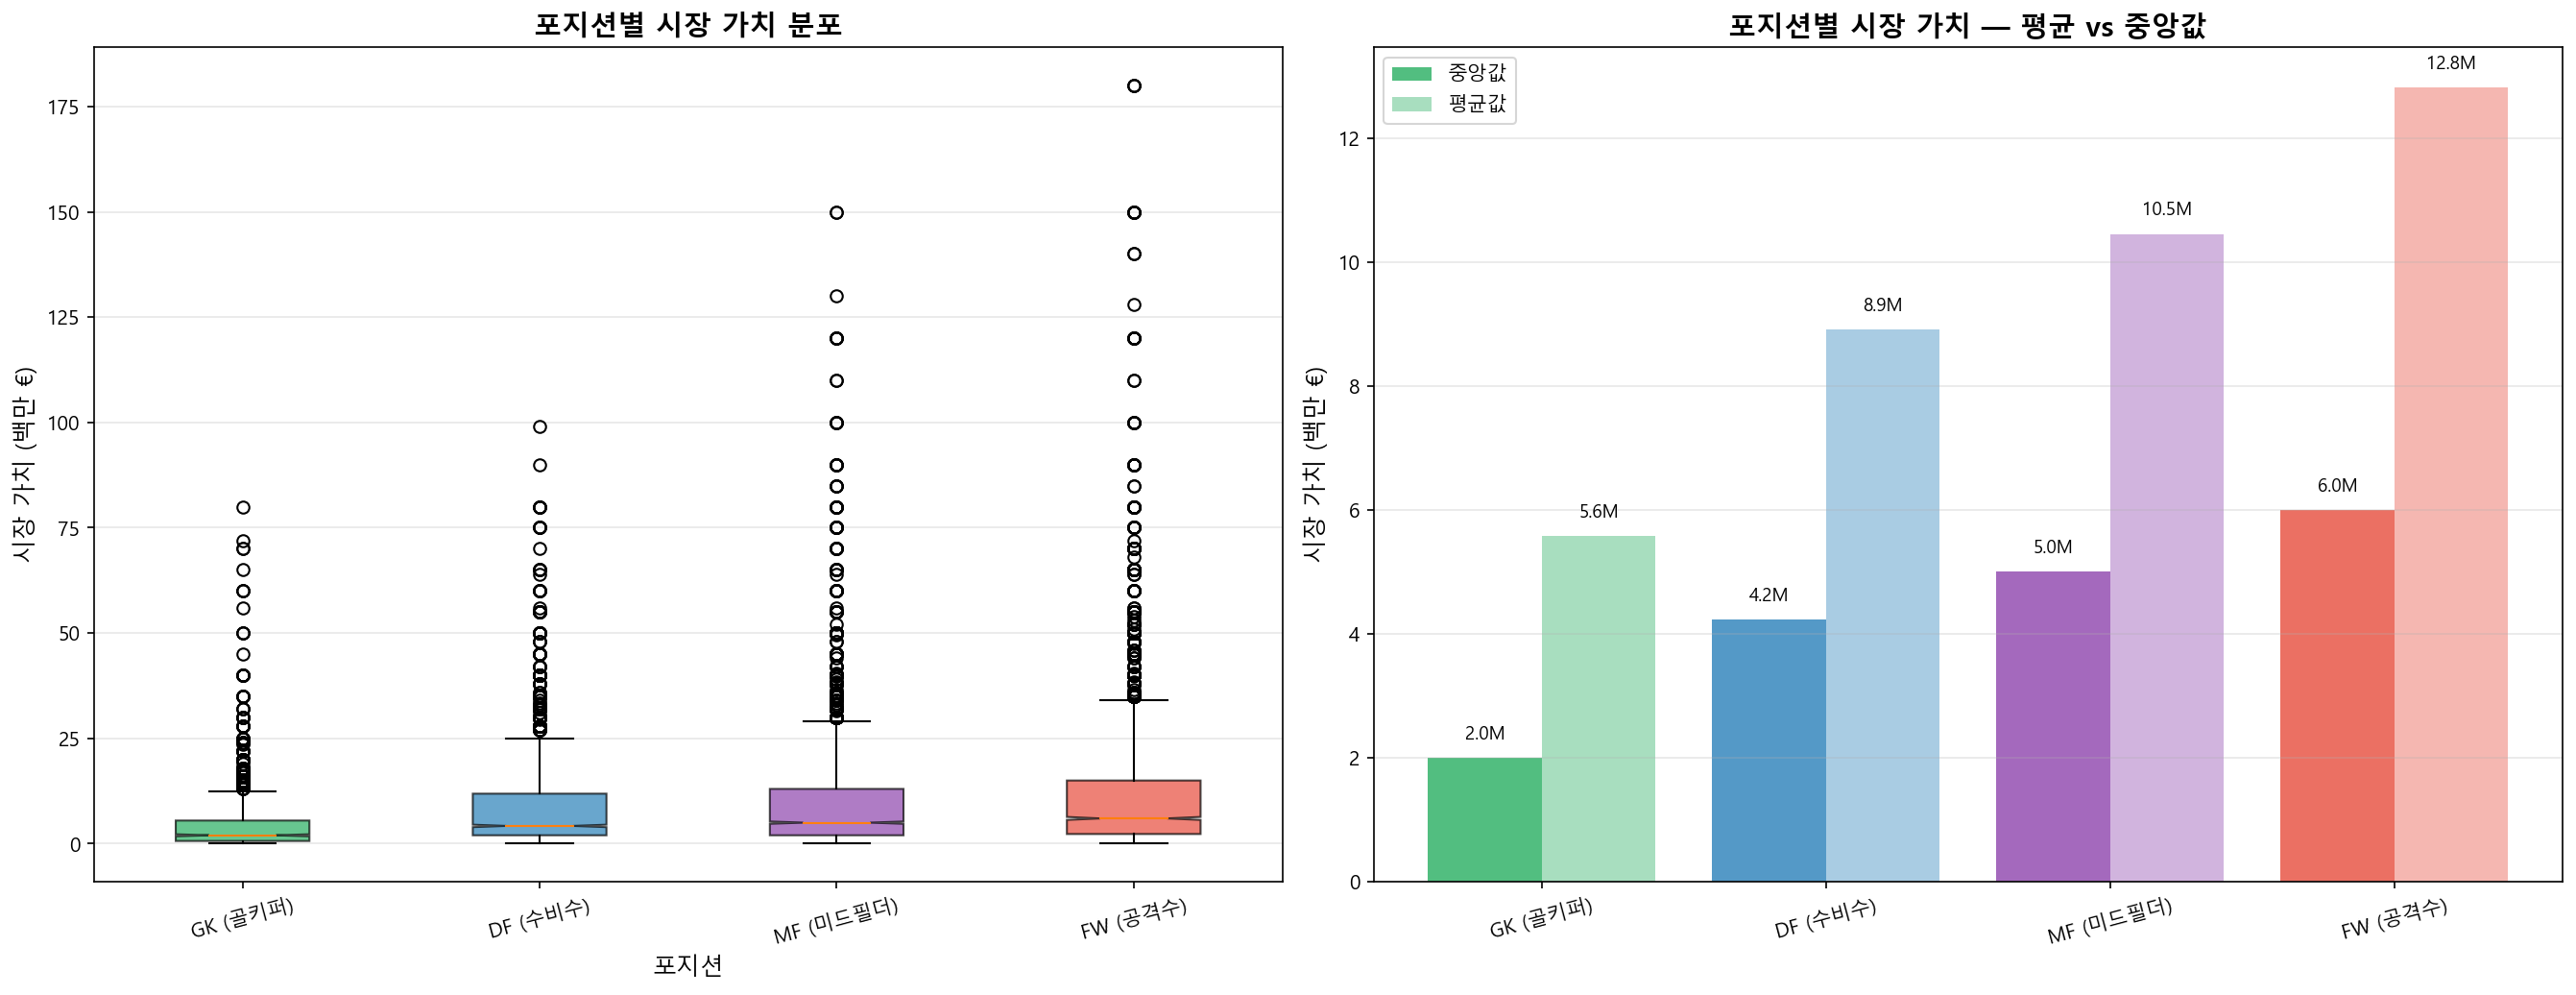 포지션별 시장 가치 분포
시장 가치 (백만 €)
175
150
125
100
75
50
25
0
GK (골키퍼)
DF (수비수)
MF (미드필더)
FW (공격수)
포지션
포지션별 시장 가치 — 평균 vs 중앙값
중앙값
평균값
시장 가치 (백만 €)
12
10
8
6
4
2
0
2.0M
5.6M
4.2M
8.9M
5.0M
10.5M
6.0M
12.8M
GK (골키퍼)
DF (수비수)
MF (미드필더)
FW (공격수)